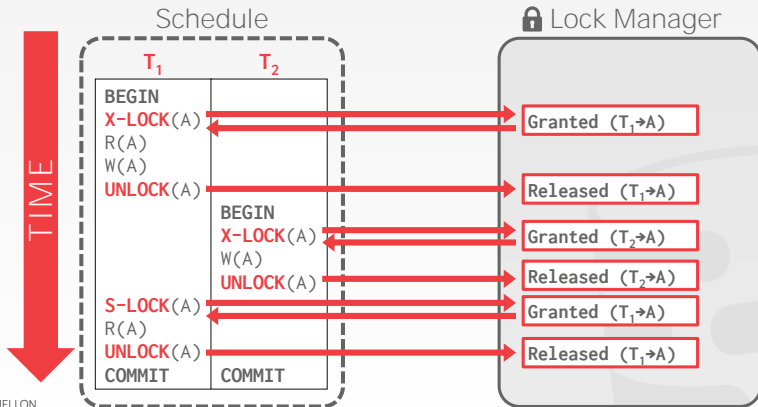 Schedule
Lock Manager
TIME
T1 T2
BEGIN
X-LOCK(A)
Granted (T1→A)
R(A)
W(A)
UNLOCK(A)
Released (T1→A)
BEGIN
X-LOCK(A)
Granted (T2→A)
W(A)
UNLOCK(A)
Released (T2→A)
S-LOCK(A)
Granted (T1→A)
R(A)
UNLOCK(A)
Released (T1→A)
COMMIT COMMIT